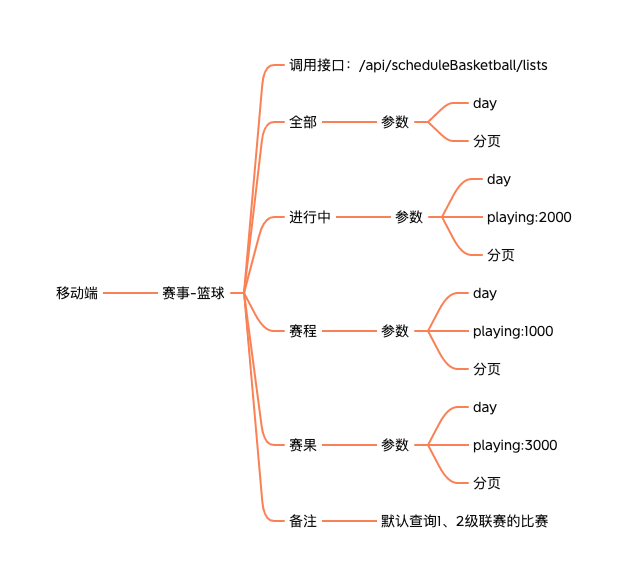 移动端
赛事-篮球
调用接口：/api/scheduleBasketball/lists
全部
参数
day
分页
进行中
参数
day
playing:2000
分页
赛程
参数
day
playing:1000
分页
赛果
参数
day
playing:3000
分页
备注
默认查询1、2级联赛的比赛